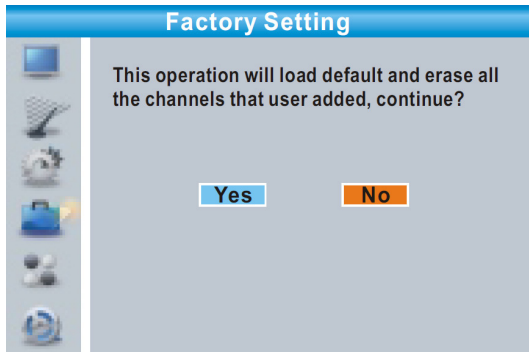 Factory Setting
This operation will load default and erase all
the channels that user added, continue?
Yes No